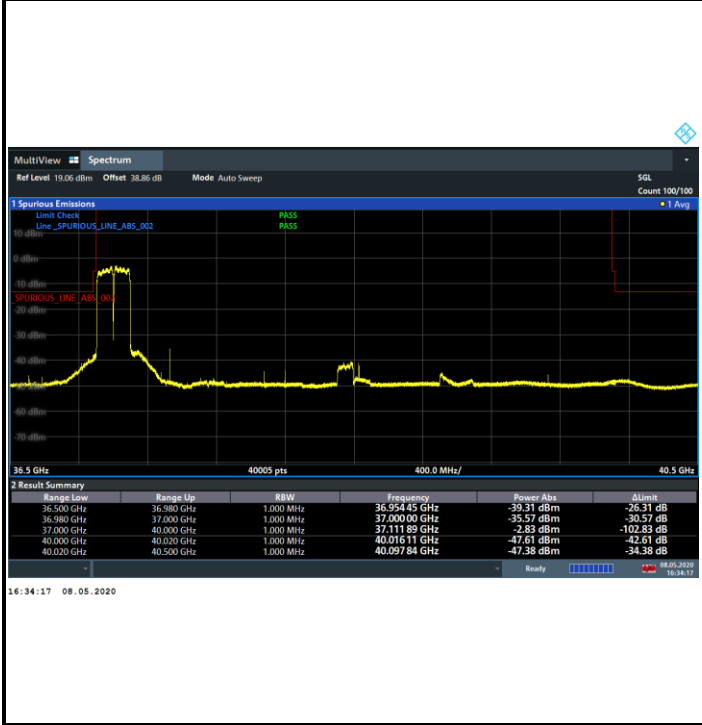 MultiView Spectrum
Ref Level 19.06 dBm Offset 38.86 dB Mode Auto Sweep SGL
Count 100/100
1 Spurious Emissions 1 Avg
Limit Check PASS
Line _SPURIOUS_LINE_ABS_002 PASS
10 dBm
0 dBm
-10 dBm
_SPURIOUS_LINE_ABS_002
-20 dBm
-30 dBm
-40 dBm
-60 dBm
-70 dBm
36.5 GHz 40005 pts 400.0 MHz/ 40.5 GHz
2 Result Summary
Range Low Range Up RBW Frequency Power Abs ΔLimit
36.500 GHz 36.980 GHz 1.000 MHz 36.954 45 GHz -39.31 dBm -26.31 dB
36.980 GHz 37.000 GHz 1.000 MHz 37.000 00 GHz -35.57 dBm -30.57 dB
37.000 GHz 40.000 GHz 1.000 MHz 37.111 89 GHz -2.83 dBm -102.83 dB
40.000 GHz 40.020 GHz 1.000 MHz 40.016 11 GHz -47.61 dBm -42.61 dB
40.020 GHz 40.500 GHz 1.000 MHz 40.097 84 GHz -47.38 dBm -34.38 dB
Ready 08.05.2020
16:34:17
16:34:17 08.05.2020